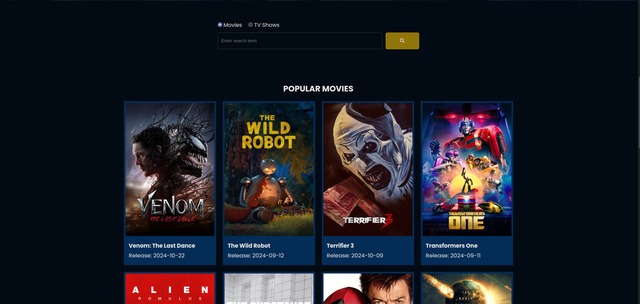 Movies TV Shows
Enter search term
POPULAR MOVIES
VENOM
THE LAST DANCE
THE
WILD
ROBOT
TERRIFIER 3
TRANSFORMERS
ONE
Venom: The Last Dance
Release: 2024-10-22
The Wild Robot
Release: 2024-09-12
Terrifier 3
Release: 2024-10-09
Transformers One
Release: 2024-09-11
ALIEN
ROMULUS
THE SUBSTANCE